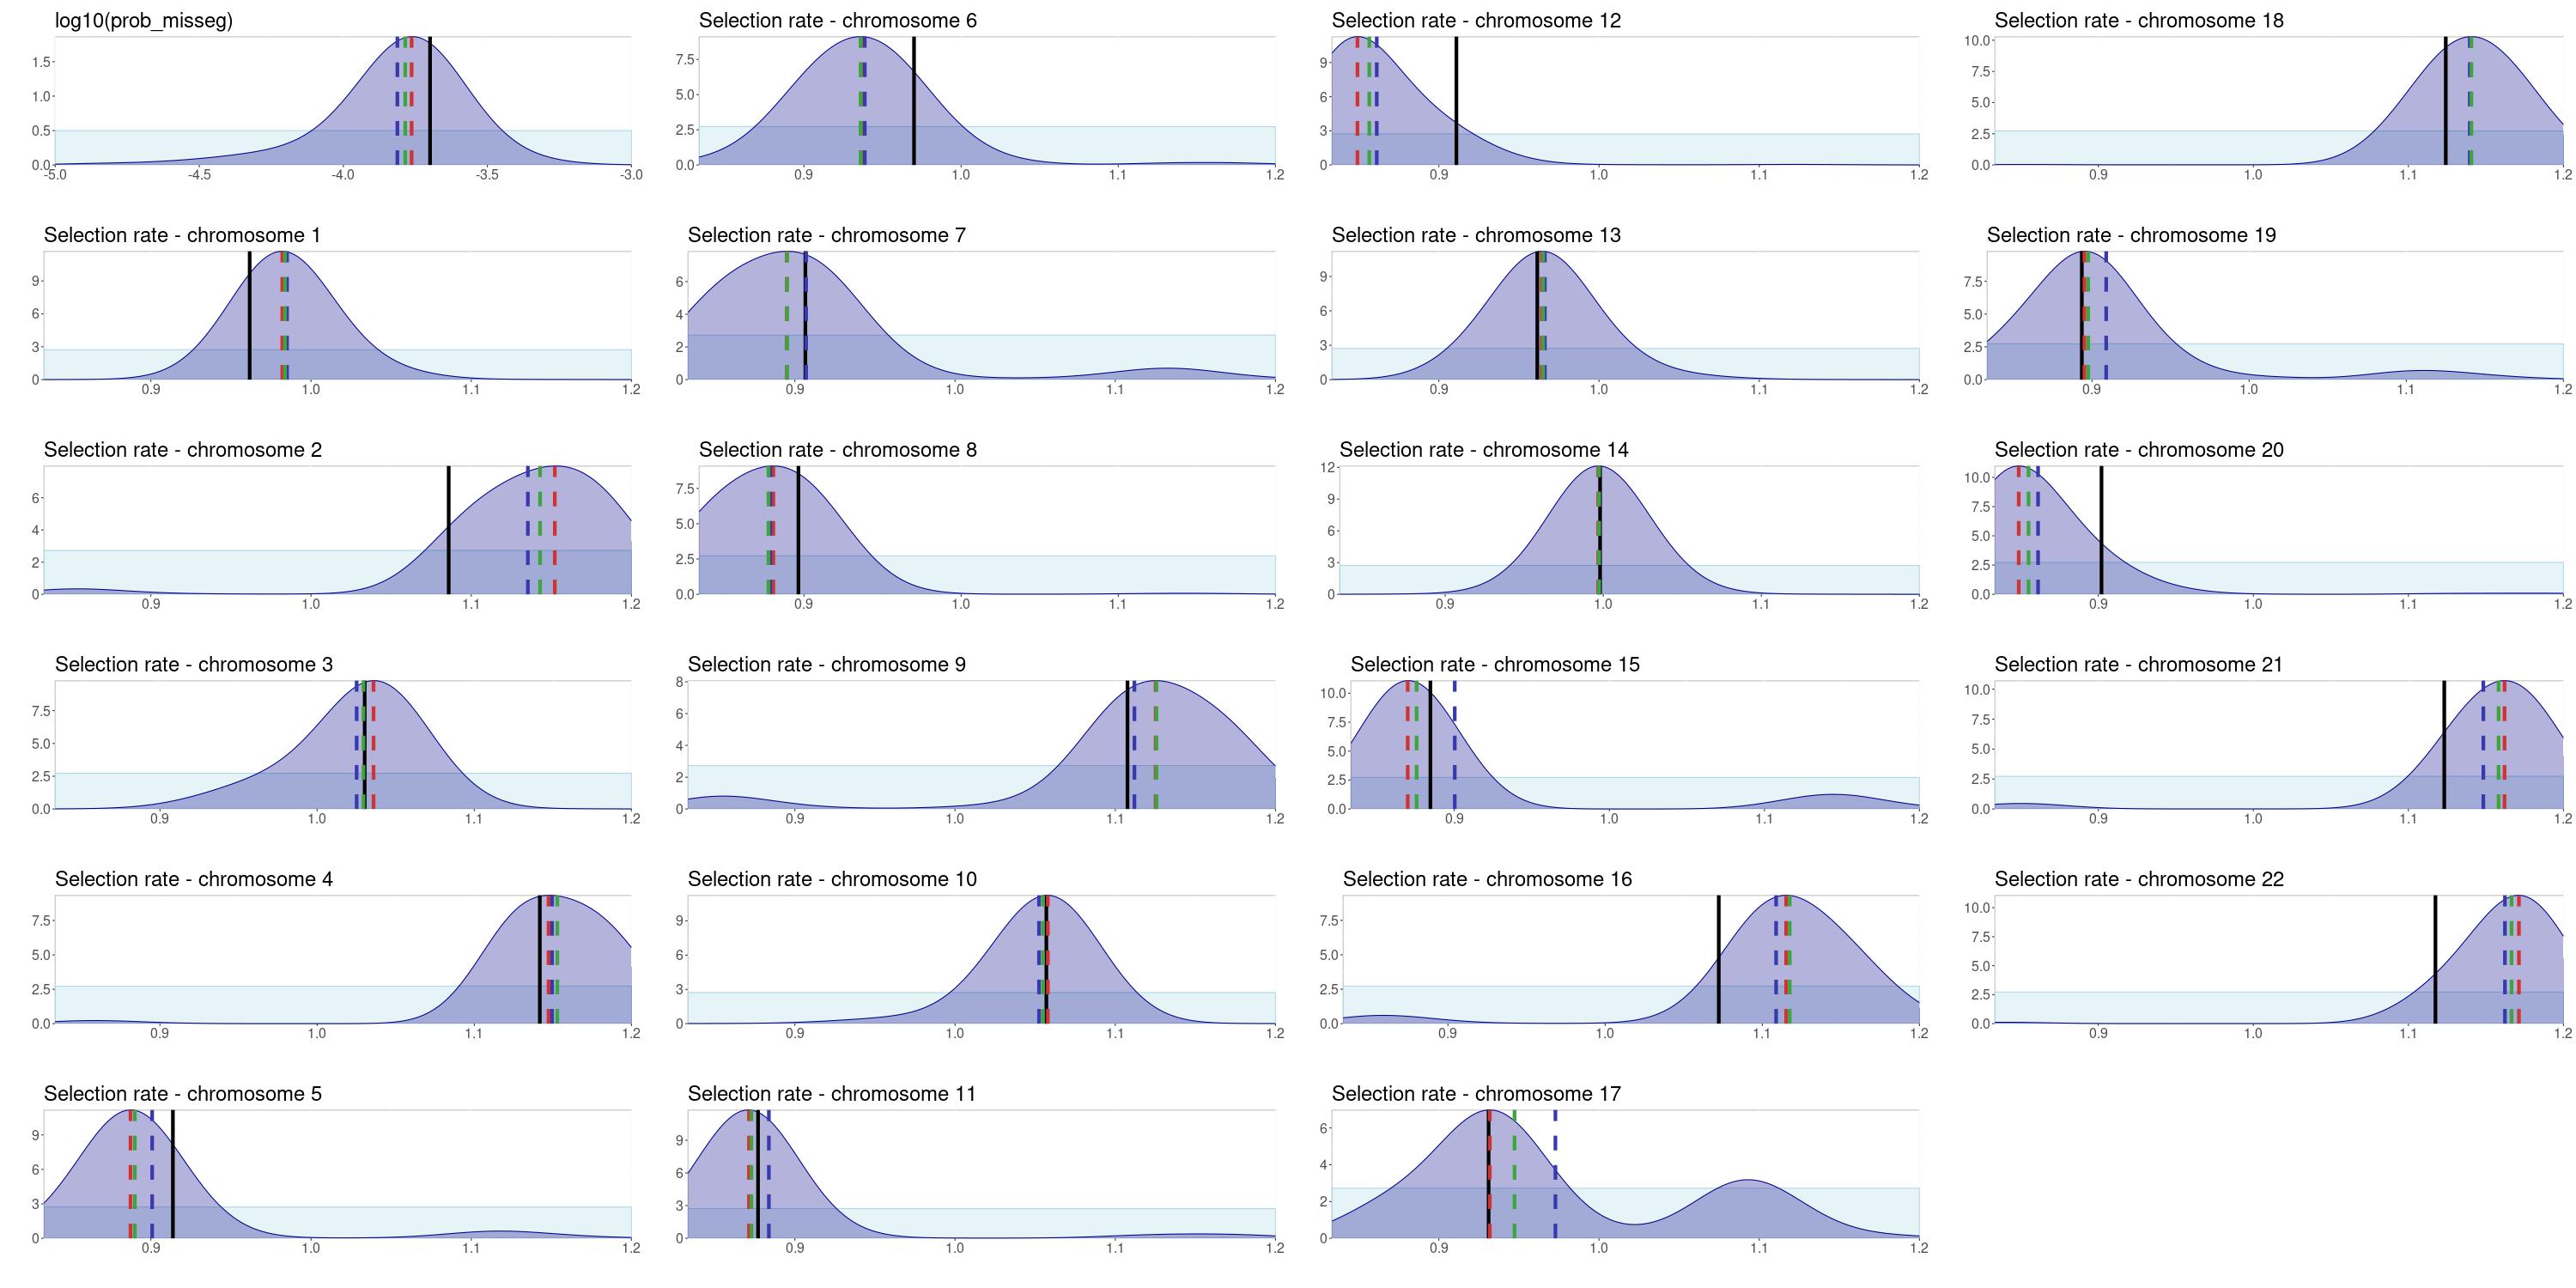 log10(prob_misseg)
1.5
1.0
0.5
0.0
-5.0 -4.5 -4.0 -3.5 -3.0
Selection rate - chromosome 6
7.5
5.0
2.5
0.0
0.9 1.0 1.1 1.2
Selection rate - chromosome 12
9
6
3
0
0.9 1.0 1.1 1.2
Selection rate - chromosome 18
10.0
7.5
5.0
2.5
0.0
0.9 1.0 1.1 1.2
Selection rate - chromosome 1
9
6
3
0
0.9 1.0 1.1 1.2
Selection rate - chromosome 7
6
4
2
0
0.9 1.0 1.1 1.2
Selection rate - chromosome 13
9
6
3
0
0.9 1.0 1.1 1.2
Selection rate - chromosome 19
7.5
5.0
2.5
0.0
0.9 1.0 1.1 1.2
Selection rate - chromosome 2
6
4
2
0
0.9 1.0 1.1 1.2
Selection rate - chromosome 8
7.5
5.0
2.5
0.0
0.9 1.0 1.1 1.2
Selection rate - chromosome 14
12
9
6
3
0
0.9 1.0 1.1 1.2
Selection rate - chromosome 20
10.0
7.5
5.0
2.5
0.0
0.9 1.0 1.1 1.2
Selection rate - chromosome 3
7.5
5.0
2.5
0.0
0.9 1.0 1.1 1.2
Selection rate - chromosome 9
8
6
4
2
0
0.9 1.0 1.1 1.2
Selection rate - chromosome 15
10.0
7.5
5.0
2.5
0.0
0.9 1.0 1.1 1.2
Selection rate - chromosome 21
10.0
7.5
5.0
2.5
0.0
0.9 1.0 1.1 1.2
Selection rate - chromosome 4
7.5
5.0
2.5
0.0
0.9 1.0 1.1 1.2
Selection rate - chromosome 10
9
6
3
0
0.9 1.0 1.1 1.2
Selection rate - chromosome 16
7.5
5.0
2.5
0.0
0.9 1.0 1.1 1.2
Selection rate - chromosome 22
10.0
7.5
5.0
2.5
0.0
0.9 1.0 1.1 1.2
Selection rate - chromosome 5
9
6
3
0
0.9 1.0 1.1 1.2
Selection rate - chromosome 11
9
6
3
0
0.9 1.0 1.1 1.2
Selection rate - chromosome 17
6
4
2
0
0.9 1.0 1.1 1.2